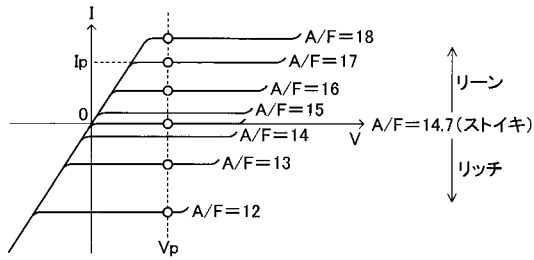 I
A/F=18
Ip
A/F=17
A/F=16
リーン
0
A/F=15
V
A/F=14.7(ストイキ)
A/F=14
リッチ
A/F=13
A/F=12
Vp